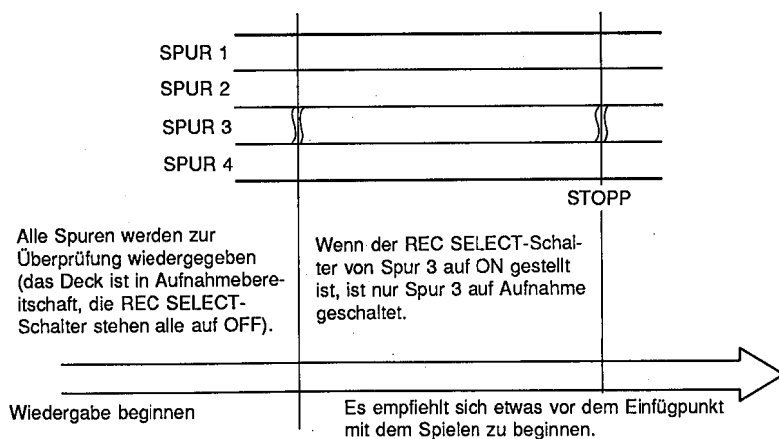 SPUR 1
SPUR 2
SPUR 3
SPUR 4
STOPP
Alle Spuren werden zur
Überprüfung wiedergegeben
(das Deck ist in Aufnahmebere-
itschaft, die REC SELECT-
Schalter stehen alle auf OFF).
Wenn der REC SELECT-Schal-
ter von Spur 3 auf ON gestellt
ist, ist nur Spur 3 auf Aufnahme
geschaltet.
Wiedergabe beginnen
Es empfiehlt sich etwas vor dem Einfügpunkt
mit dem Spielen zu beginnen.